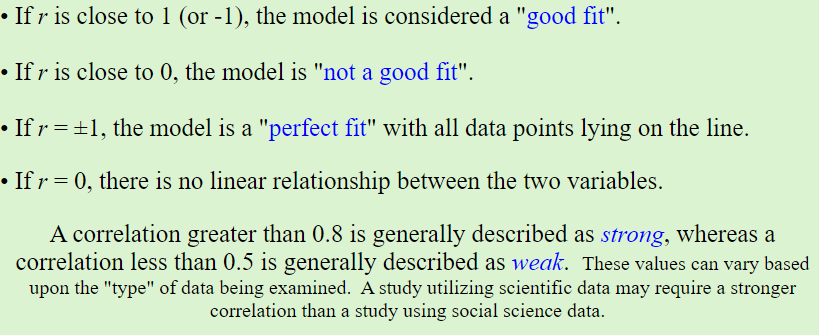 • If r is close to 1 (or -1), the model is considered a "good fit".
• If r is close to 0, the model is "not a good fit".
• If r = ±1, the model is a "perfect fit" with all data points lying on the line.
• If r = 0, there is no linear relationship between the two variables.
A correlation greater than 0.8 is generally described as strong, whereas a
correlation less than 0.5 is generally described as weak. These values can vary based
upon the "type" of data being examined. A study utilizing scientific data may require a stronger
correlation than a study using social science data.